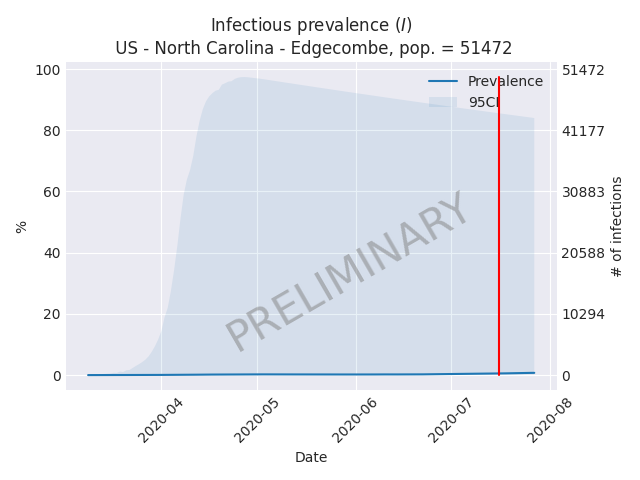 Infectious prevalence (I)
US - North Carolina - Edgecombe, pop. = 51472
100
80
60
40
20
0
%
51472
41177
30883
20588
10294
0
# of infections
Prevalence
95CI
PRELIMINARY
2020-04
2020-05
2020-06
2020-07
2020-08
Date